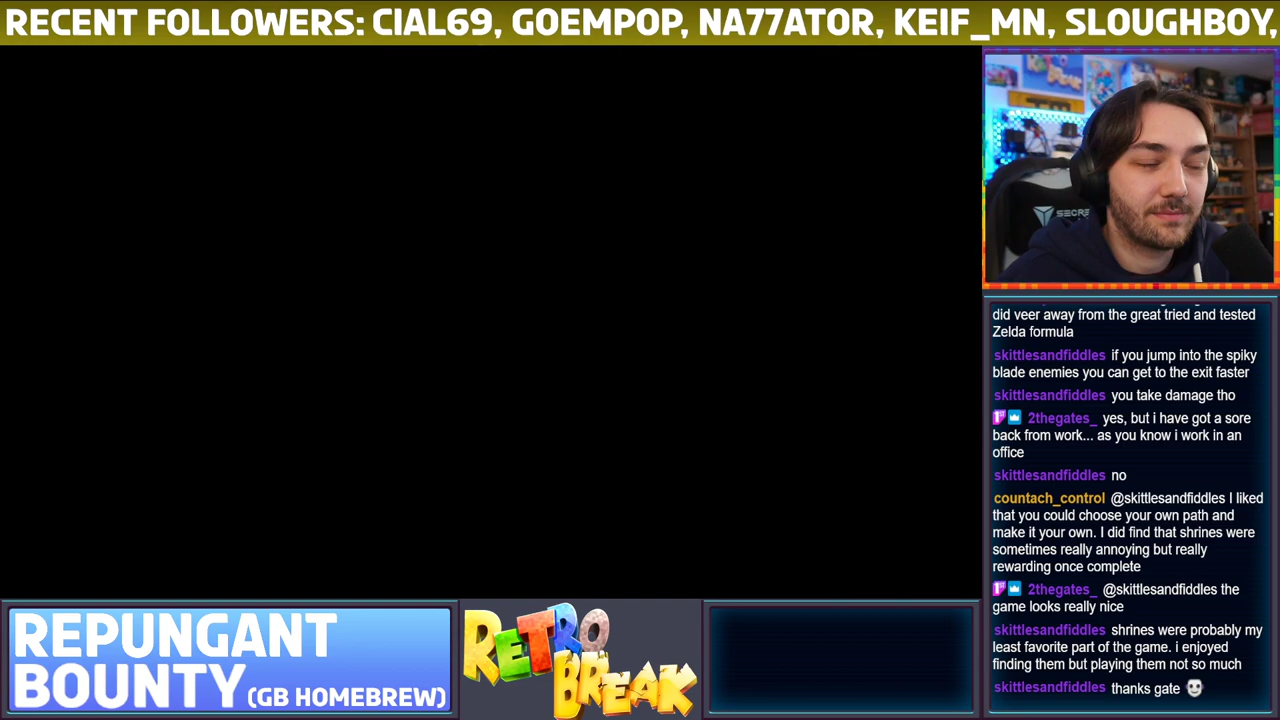 RECENT FOLLOWERS: CIAL69, GOEMPOP, NA77ATOR, KEIF_MN, SLOUGHBOY,
SECRE
did veer away from the great tried and tested
Zelda formula
skittlesandfiddles if you jump into the spiky
blade enemies you can get to the exit faster
skittlesandfiddles you take damage tho
2thegates_ yes, but i have got a sore
back from work... as you know i work in an
office
skittlesandfiddles no
countach_control @skittlesandfiddles I liked
that you could choose your own path and
make it your own. I did find that shrines were
sometimes really annoying but really
rewarding once complete
2thegates_ @skittlesandfiddles the
game looks really nice
skittlesandfiddles shrines were probably my
least favorite part of the game. i enjoyed
finding them but playing them not so much
skittlesandfiddles thanks gate
REPUNGANT
BOUNTY (GB HOMEBREW)
RETRO
BREAK